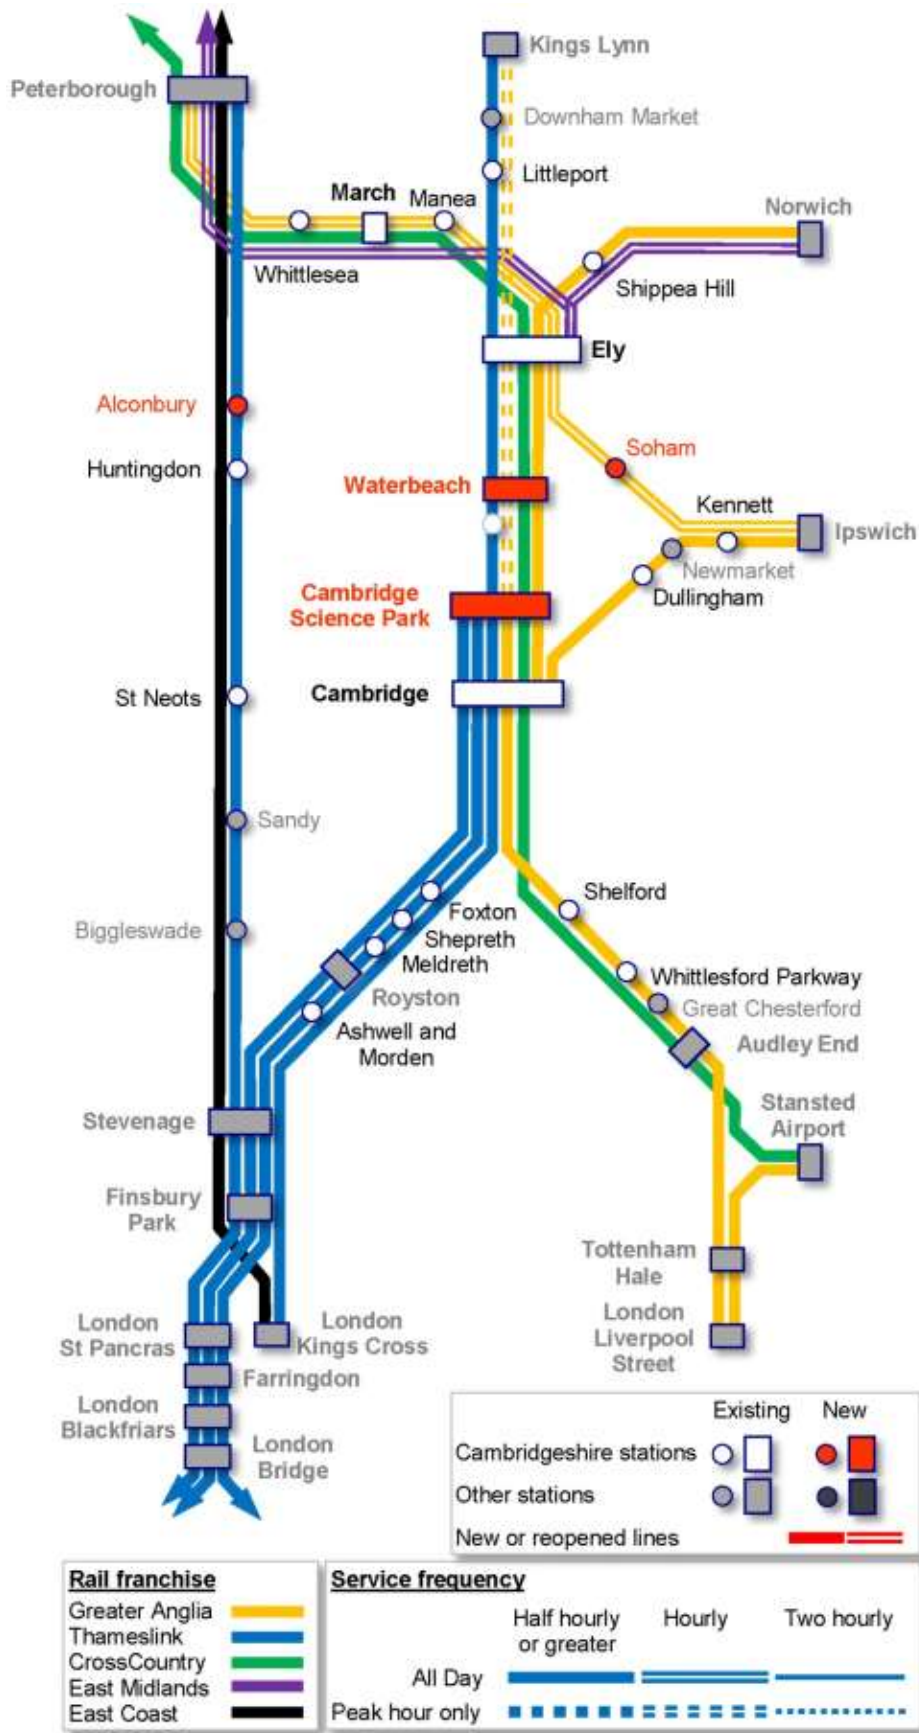 Kings Lynn
Peterborough
Downham Market
Littleport
March
Manea
Norwich
Whittlesea
Shippea Hill
Ely
Alconbury
Soham
Huntingdon
Waterbeach
Kennett
Ipswich
Newmarket
Dullingham
Cambridge
Science Park
St Neots
Cambridge
Sandy
Shelford
Foxton
Biggleswade
Shepreth
Meldreth
Whittlesford Parkway
Royston
Great Chesterford
Ashwell and
Morden
Audley End
Stevenage
Stansted
Airport
Finsbury
Park
Tottenham
Hale
London
St Pancras
London
Kings Cross
London
Liverpool
Street
Farringdon
London
Blackfriars
London
Bridge
Existing New
Cambridgeshire stations
Other stations
New or reopened lines
Rail franchise
Greater Anglia
Thameslink
CrossCountry
East Midlands
East Coast
Service frequency
Half hourly
or greater
Hourly
Two hourly
All Day
Peak hour only